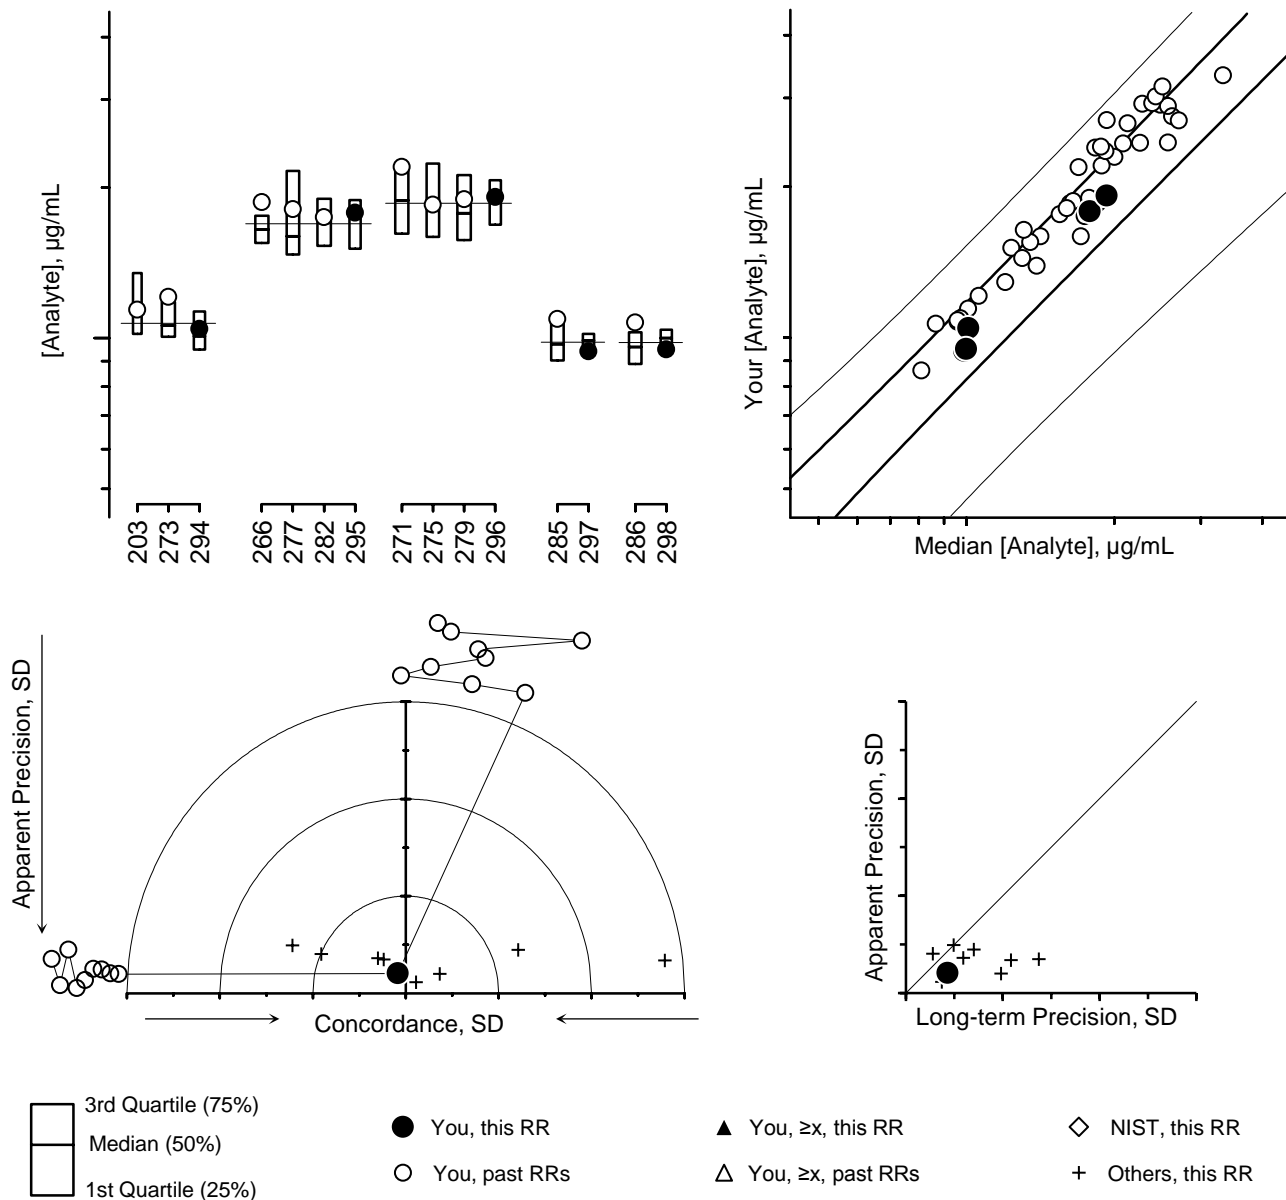 [Analyte], µg/mL
203
273
294
266
277
282
295
271
275
279
296
285
297
286
298
Your [Analyte], µg/mL
Median [Analyte], µg/mL
Apparent Precision, SD
Concordance, SD
Apparent Precision, SD
Long-term Precision, SD
3rd Quartile (75%)
Median (50%)
1st Quartile (25%)
You, this RR
You, past RRs
You, ≥x, this RR
You, ≥x, past RRs
NIST, this RR
Others, this RR